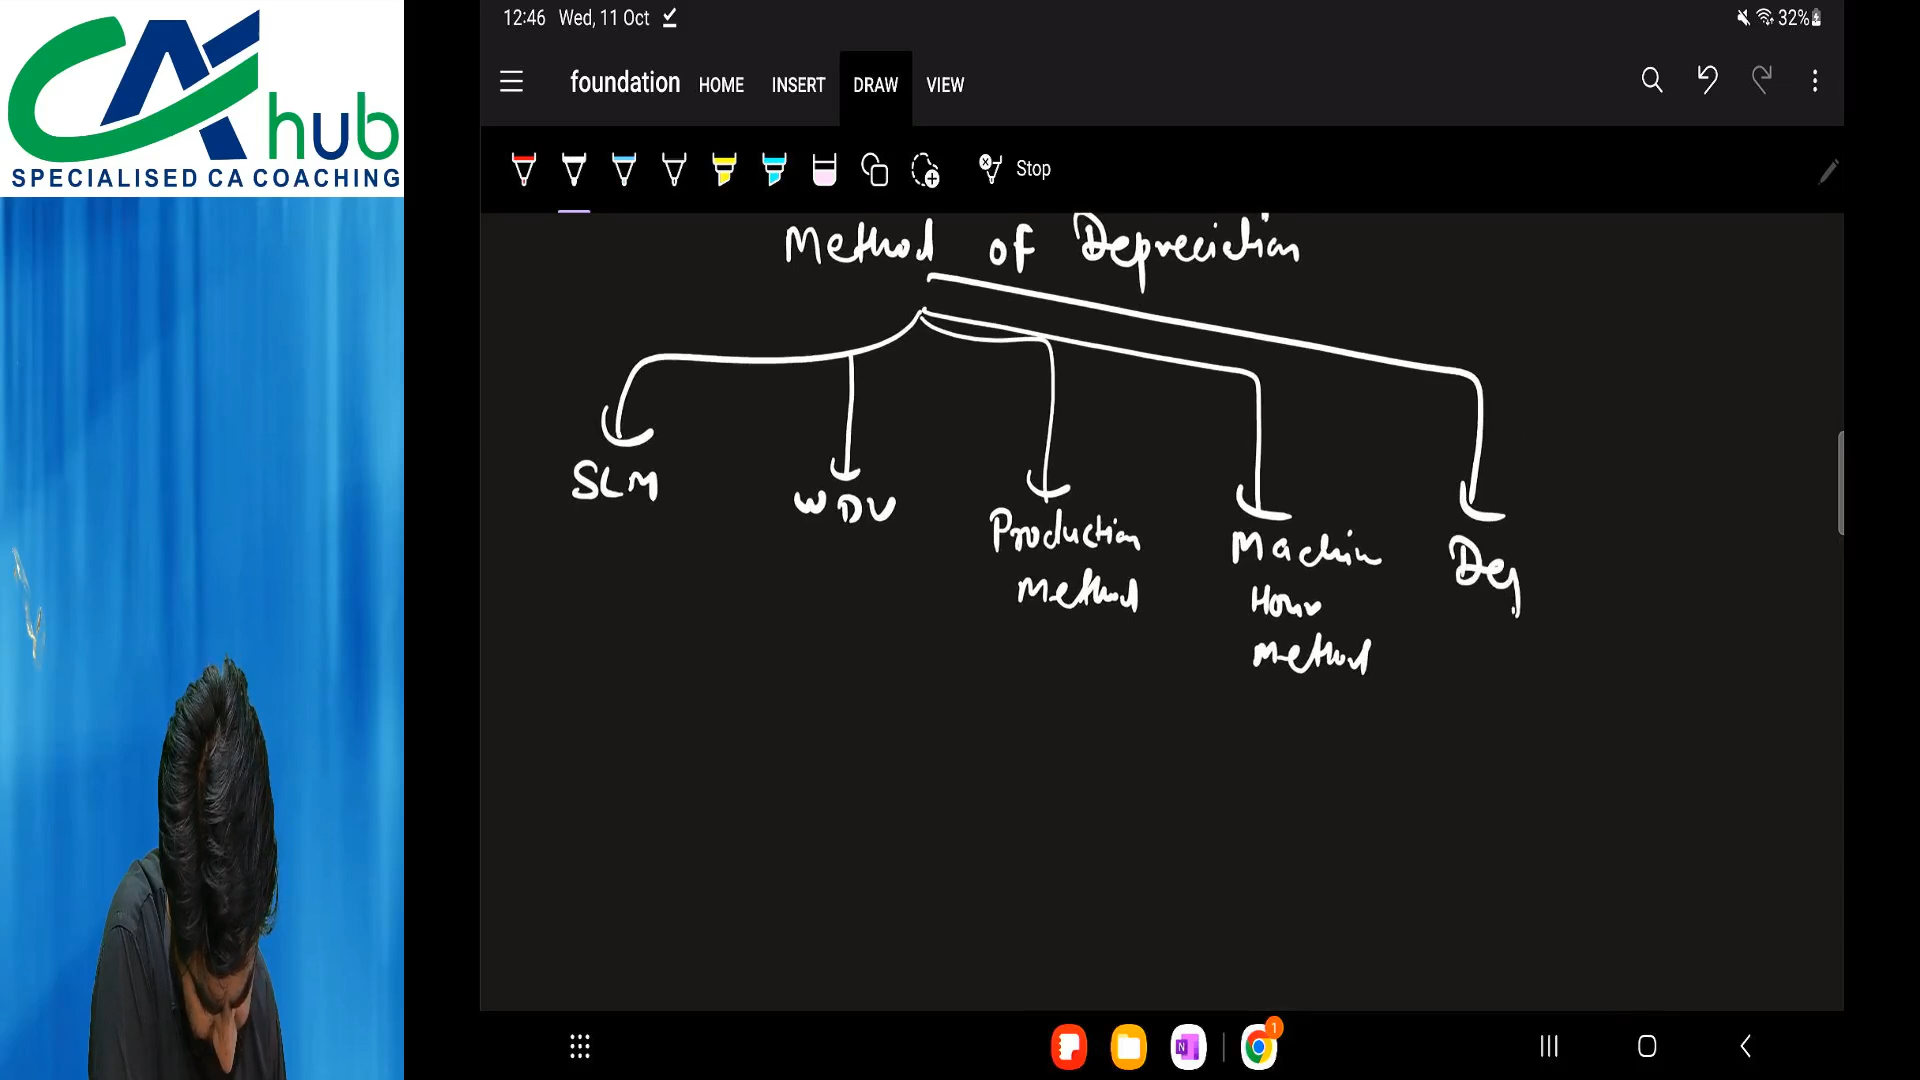 CA hub
SPECIALISED CA COACHING
12:46 Wed, 11 Oct
32%
foundation HOME INSERT DRAW VIEW
Stop
Method of Depreciation
SLM
WDV
Production
Method
Machin
Hour
Method
Dep
1